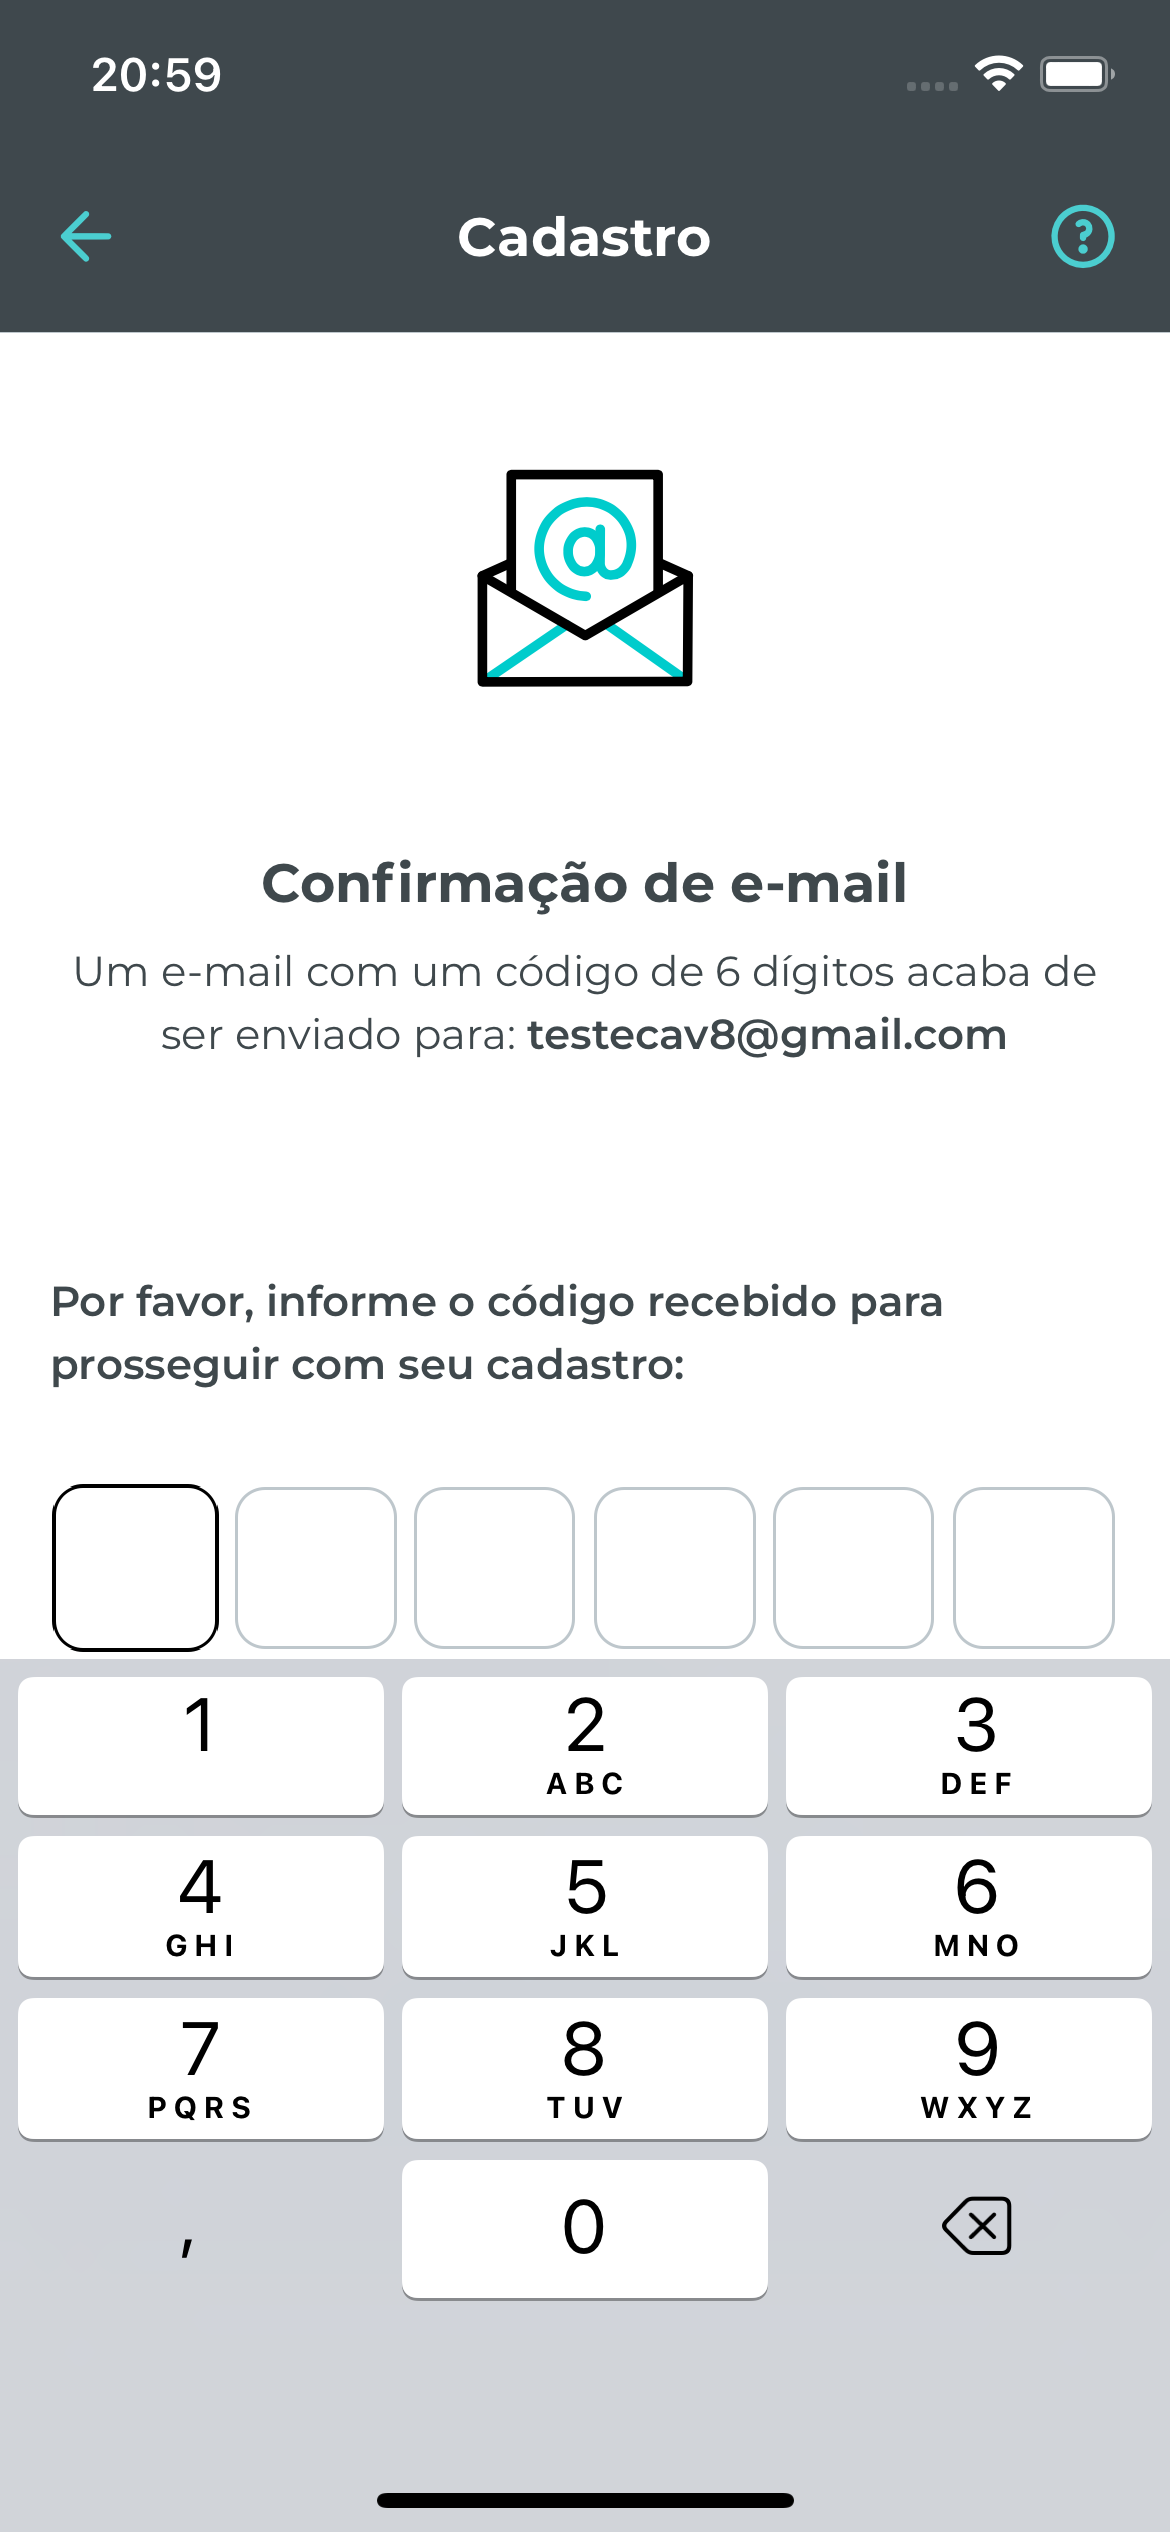 20:59
Cadastro
@
Confirmação de e-mail
Um e-mail com um código de 6 dígitos acaba de
ser enviado para: testecav8@gmail.com
Por favor, informe o código recebido para
prosseguir com seu cadastro:
1
2
ABC
3
DEF
4
GHI
5
JKL
6
MNO
7
PQRS
8
TUV
9
WXYZ
,
0